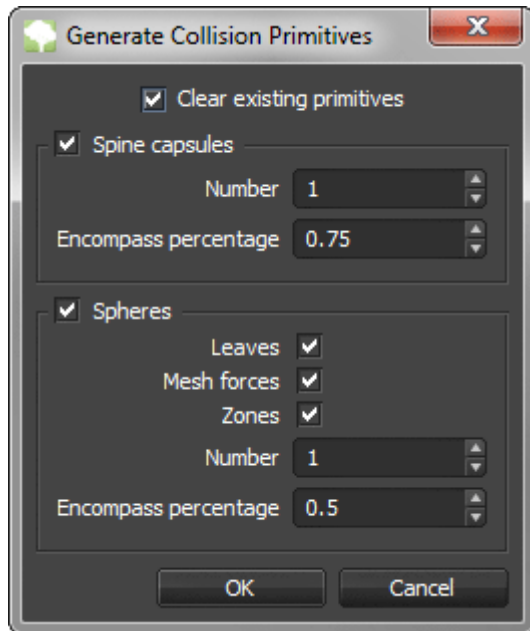 Generate Collision Primitives
Clear existing primitives
Spine capsules
Number 1
Encompass percentage 0.75
Spheres
Leaves
Mesh forces
Zones
Number 1
Encompass percentage 0.5
OK Cancel